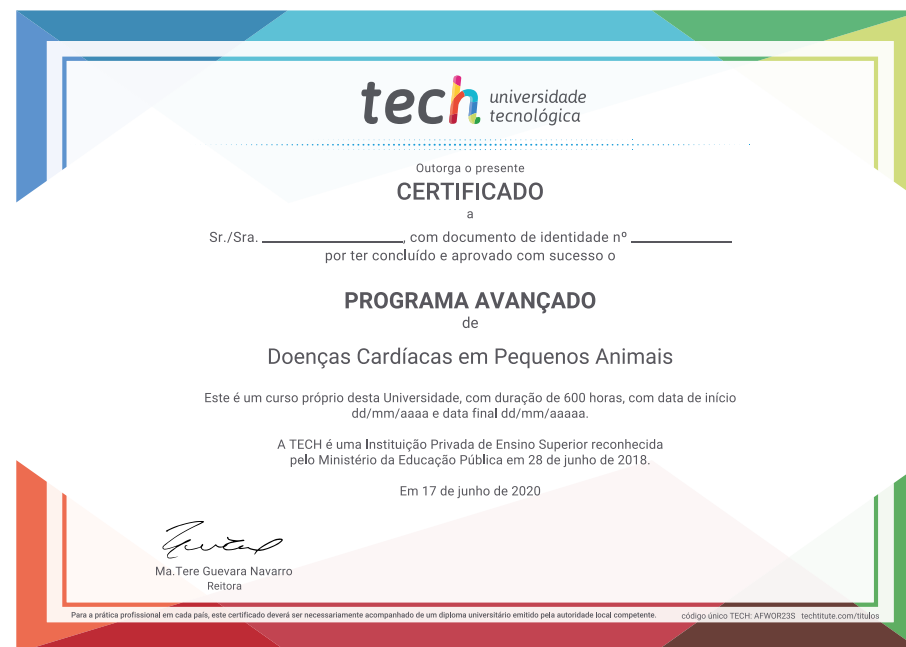 tech universidade
tecnológica
Outorga o presente
CERTIFICADO
a
Sr./Sra. ____________, com documento de identidade nº ____________
por ter concluído e aprovado com sucesso o
PROGRAMA AVANÇADO
de
Doenças Cardíacas em Pequenos Animais
Este é um curso próprio desta Universidade, com duração de 600 horas, com data de início
dd/mm/aaaa e data final dd/mm/aaaaa.
A TECH é uma Instituição Privada de Ensino Superior reconhecida
pelo Ministério da Educação Pública em 28 de junho de 2018.
Em 17 de junho de 2020
Ma.Tere Guevara Navarro
Reitora
Para a prática profissional em cada país, este certificado deverá ser necessariamente acompanhado de um diploma universitário emitido pela autoridade local competente.
código único TECH: AFWOR23S techtitute.com/titulos